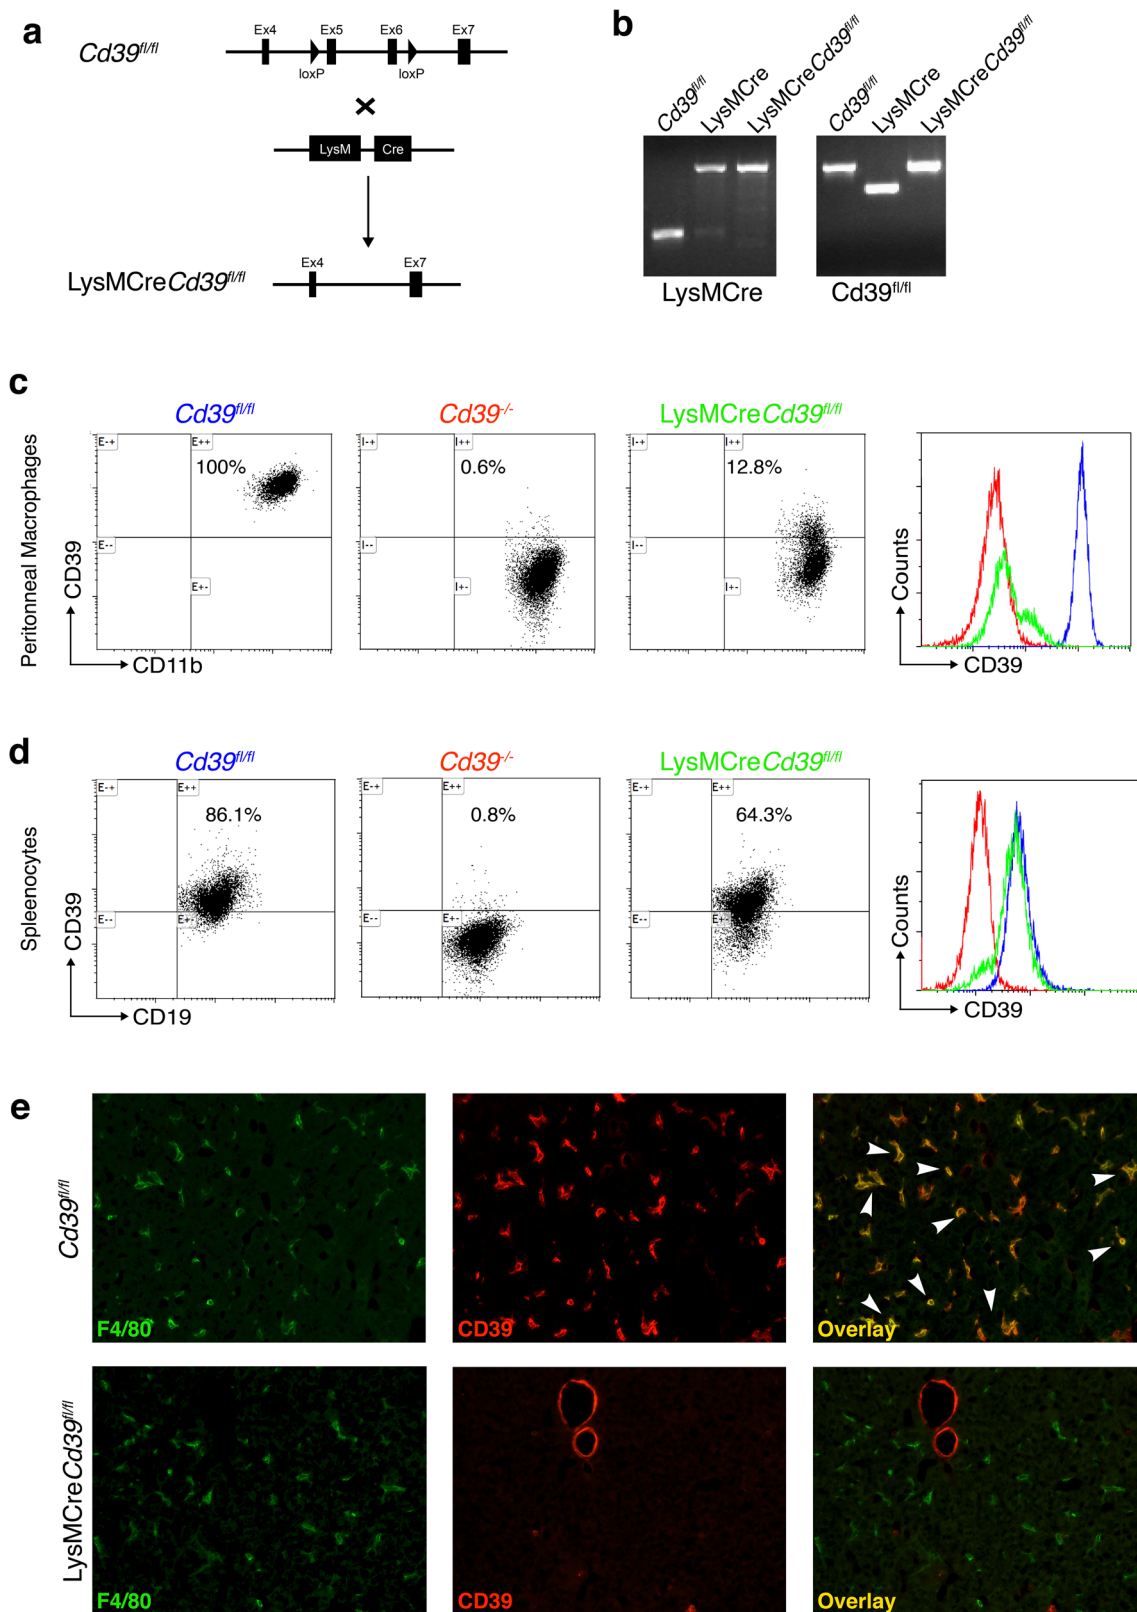 a
Cd39fl/fl
Ex4 Ex5 Ex6 Ex7
loxP loxP
×
LysM Cre
LysMCreCd39fl/fl
Ex4 Ex7
b
Cd39fl/fl LysMCre LysMCreCd39fl/fl
Cd39fl/fl LysMCre LysMCreCd39fl/fl
LysMCre Cd39fl/fl
c
Cd39fl/fl Cd39-/- LysMCreCd39fl/fl
Peritonneal Macrophages
E-+ E++ I-+ I++ I-+ I++
100% 0.6% 12.8%
E-- E+- I-- I+- I-- I+-
CD39
CD11b
Counts
CD39
d
Cd39fl/fl Cd39-/- LysMCreCd39fl/fl
Spleenocytes
E-+ E++ E-+ E++ E-+ E++
86.1% 0.8% 64.3%
E-- E+- E-- E+- E-- E+-
CD39
CD19
Counts
CD39
e
Cd39fl/fl
F4/80 CD39 Overlay
LysMCreCd39fl/fl
F4/80 CD39 Overlay